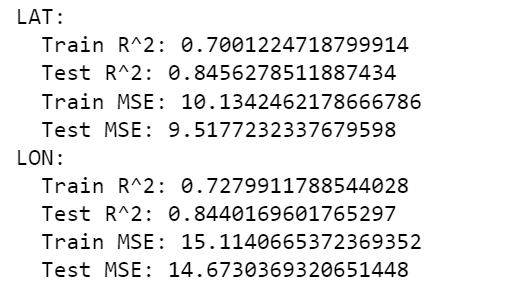 LAT:
Train R^2: 0.7001224718799914
Test R^2: 0.8456278511887434
Train MSE: 10.1342462178666786
Test MSE: 9.5177232337679598
LON:
Train R^2: 0.7279911788544028
Test R^2: 0.8440169601765297
Train MSE: 15.1140665372369352
Test MSE: 14.6730369320651448